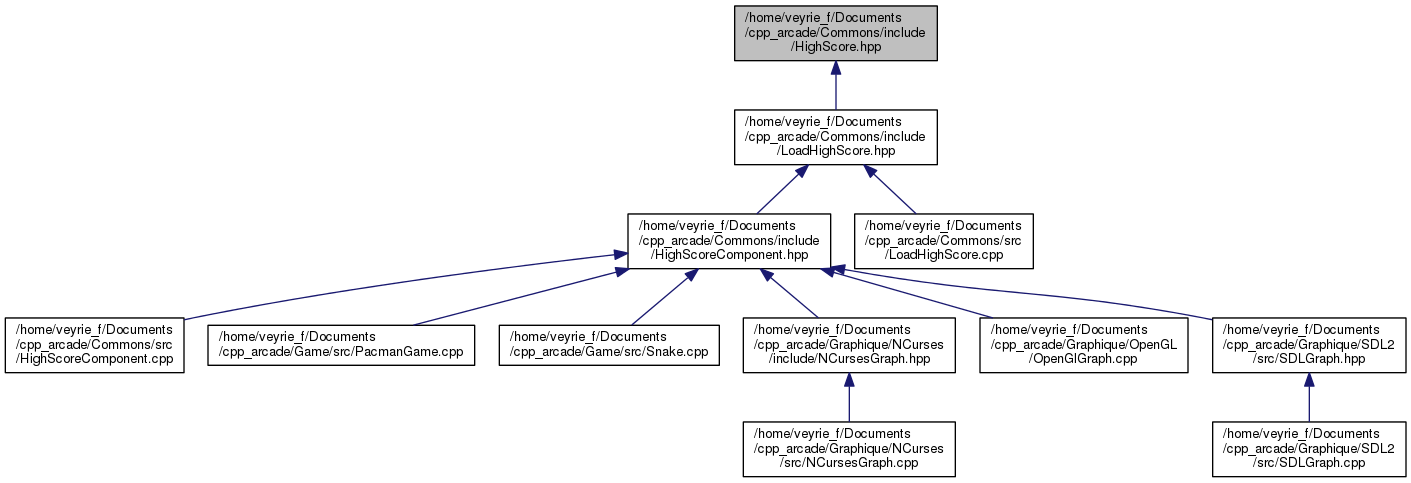 /home/veyrie_f/Documents
/cpp_arcade/Commons/include
/HighScore.hpp
/home/veyrie_f/Documents
/cpp_arcade/Commons/include
/LoadHighScore.hpp
/home/veyrie_f/Documents
/cpp_arcade/Commons/include
/HighScoreComponent.hpp
/home/veyrie_f/Documents
/cpp_arcade/Commons/src
/LoadHighScore.cpp
/home/veyrie_f/Documents
/cpp_arcade/Commons/src
/HighScoreComponent.cpp
/home/veyrie_f/Documents
/cpp_arcade/Game/src/PacmanGame.cpp
/home/veyrie_f/Documents
/cpp_arcade/Game/src/Snake.cpp
/home/veyrie_f/Documents
/cpp_arcade/Graphique/NCurses
/include/NCursesGraph.hpp
/home/veyrie_f/Documents
/cpp_arcade/Graphique/OpenGL
/OpenGlGraph.cpp
/home/veyrie_f/Documents
/cpp_arcade/Graphique/SDL2
/src/SDLGraph.hpp
/home/veyrie_f/Documents
/cpp_arcade/Graphique/NCurses
/src/NCursesGraph.cpp
/home/veyrie_f/Documents
/cpp_arcade/Graphique/SDL2
/src/SDLGraph.cpp